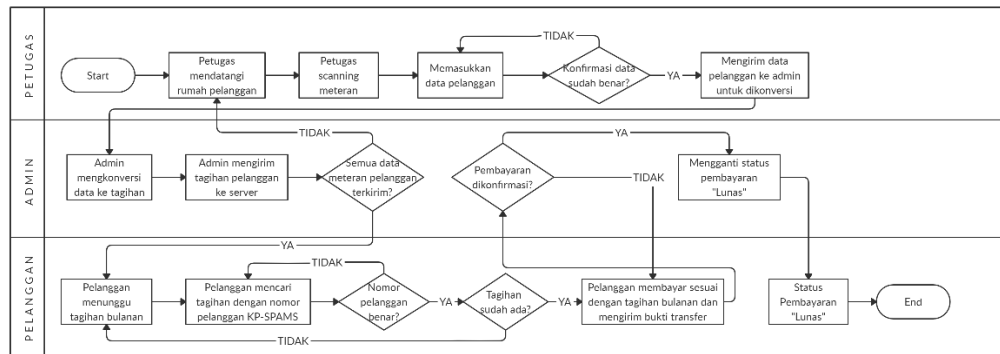 PETUGAS
Start
Petugas
mendatangi
rumah pelanggan
Petugas
scanning
meteran
Memasukkan
data pelanggan
TIDAK
Konfirmasi data
sudah benar?
YA
Mengirim data
pelanggan ke admin
untuk dikonversi
ADMIN
Admin
mengkonversi
data ke tagihan
Admin mengirim
tagihan pelanggan
ke server
TIDAK
Semua data
meteran pelanggan
terkirim?
YA
Pembayaran
dikonfirmasi?
TIDAK
YA
Mengganti status
pembayaran
"Lunas"
PELANGGAN
Pelanggan
menunggu
tagihan bulanan
Pelanggan mencari
tagihan dengan nomor
pelanggan KP-SPAMS
TIDAK
Nomor
pelanggan
benar?
YA
Tagihan
sudah ada?
TIDAK
YA
Pelanggan membayar sesuai
dengan tagihan bulanan dan
mengirim bukti transfer
Status
Pembayaran
"Lunas"
End